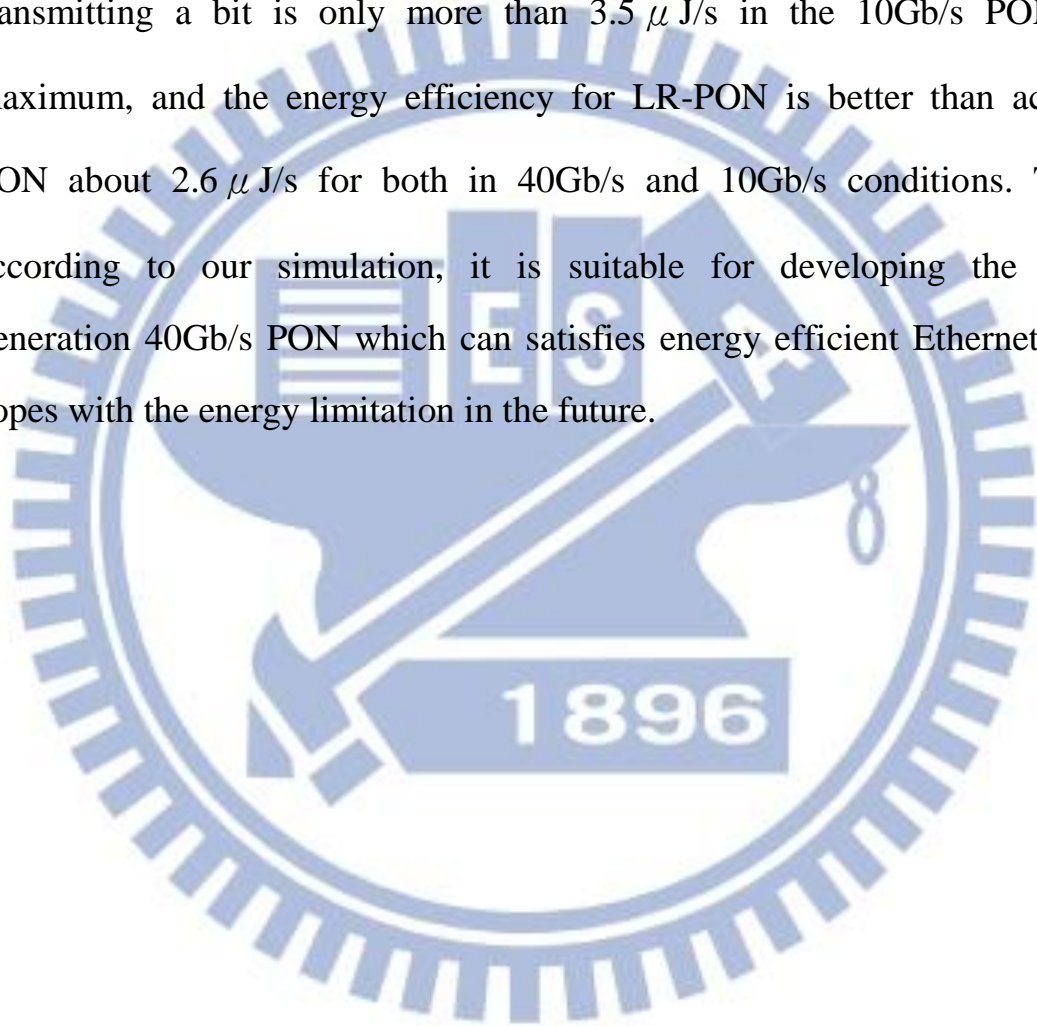 ansmitting a bit is only more than 3.5 μ J/s in the 10Gb/s PO
aximum, and the energy efficiency for LR-PON is better than ac
ON about 2.6 μ J/s for both in 40Gb/s and 10Gb/s conditions. T
ccording to our simulation, it is suitable for developing the
eneration 40Gb/s PON which can satisfies energy efficient Ethernet
opes with the energy limitation in the future.
E S A
1896